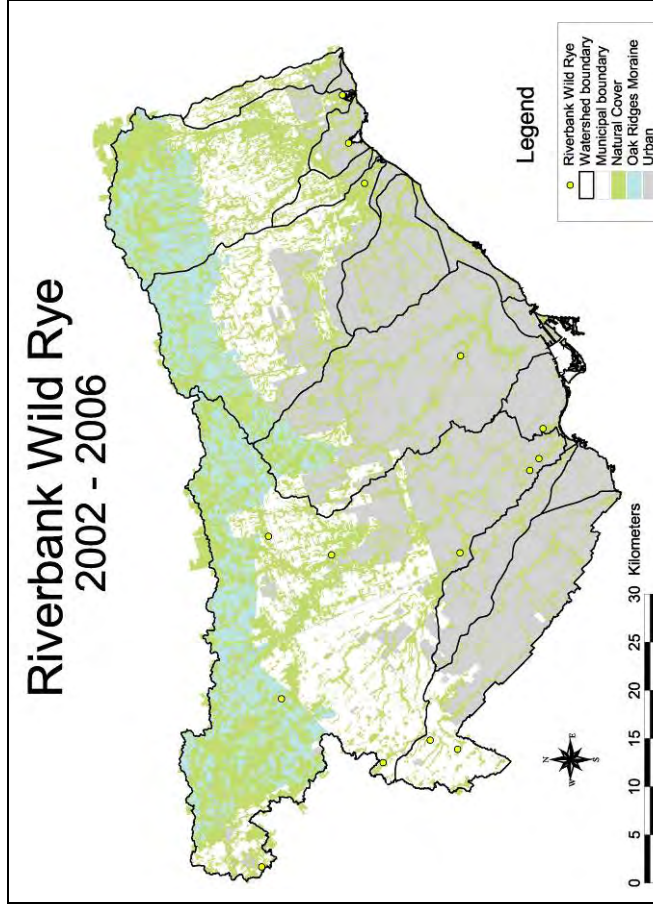 Riverbank Wild Rye
2002 - 2006
Legend
Riverbank Wild Rye
Watershed boundary
Municipal boundary
Natural Cover
Oak Ridges Moraine
Urban
N
W
E
S
0 5 10 15 20 30 Kilometers